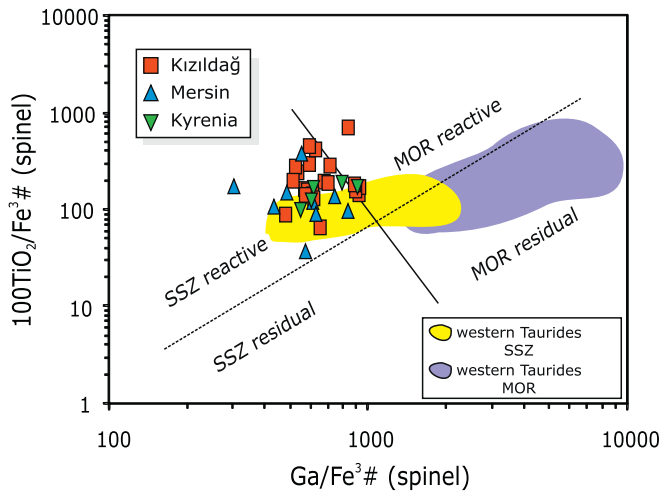 10000
1000
100
10
1
100TiO₂/Fe³# (spinel)
Kızıldağ
Mersin
Kyrenia
MOR reactive
MOR residual
SSZ reactive
SSZ residual
western Taurides
SSZ
western Taurides
MOR
100
1000
10000
Ga/Fe³# (spinel)